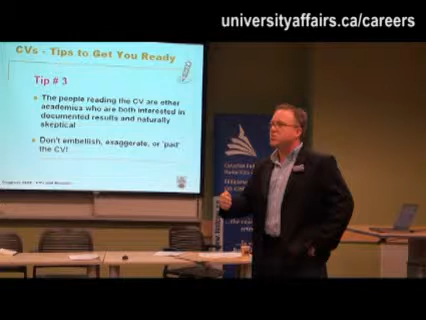 universityaffairs.ca/careers
CVs - Tips to Get You Ready
Tip # 3
The people reading the CV are other
academics who are both interested in
documented results and naturally
skeptical
Don't embellish, exaggerate, or 'pad'
the CV!